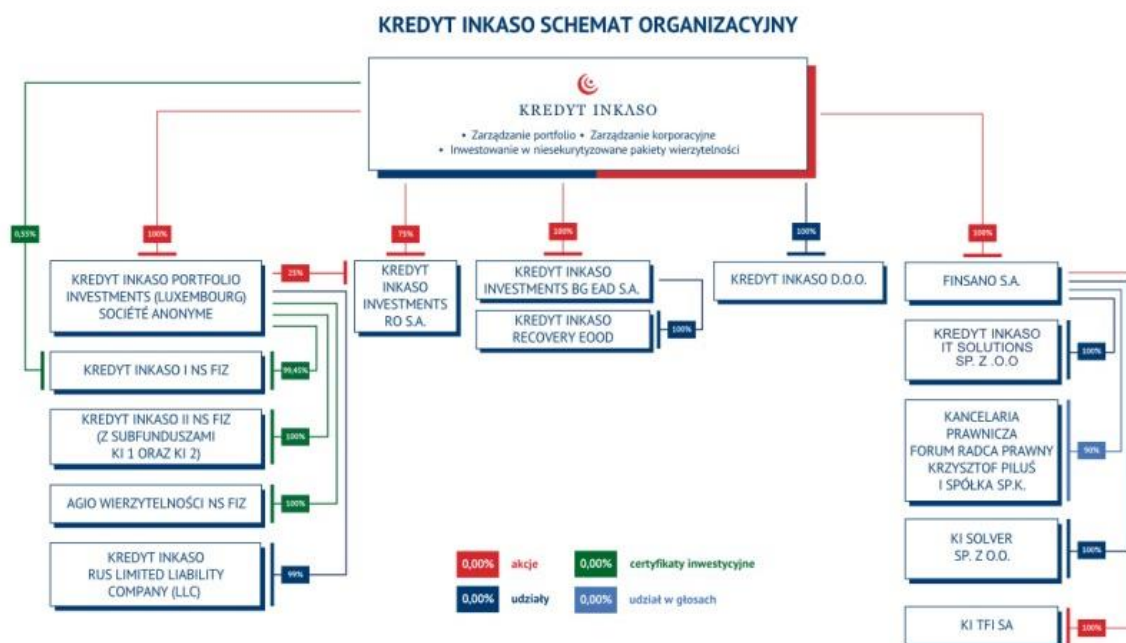 KREDYT INKASO SCHEMAT ORGANIZACYJNY
KREDYT INKASO
• Zarządzanie portfolio • Zarządzanie korporacyjne
• Inwestowanie w niesekurytyzowane pakiety wierzytelności
0,55%
100%
75%
100%
100%
100%
KREDYT INKASO PORTFOLIO
INVESTMENTS (LUXEMBOURG)
SOCIÉTÉ ANONYME
25%
KREDYT
INKASO
INVESTMENTS
RO S.A.
KREDYT INKASO
INVESTMENTS BG EAD S.A.
KREDYT INKASO
RECOVERY EOOD
100%
KREDYT INKASO D.O.O.
FINSANO S.A.
KREDYT INKASO I NS FIZ
99,45%
KREDYT INKASO II NS FIZ
(Z SUBFUNDUSZAMI
KI 1 ORAZ KI 2)
100%
AGIO WIERZYTELNOŚCI NS FIZ
100%
KREDYT INKASO
RUS LIMITED LIABILITY
COMPANY (LLC)
99%
KREDYT INKASO
IT SOLUTIONS
SP. Z .O.O
100%
KANCELARIA
PRAWNICZA
FORUM RADCA PRAWNY
KRZYSZTOF PILUŚ
I SPÓŁKA SP.K.
90%
KI SOLVER
SP. Z O.O.
100%
KI TFI SA
100%
0,00% akcje
0,00% certyfikaty inwestycyjne
0,00% udziały
0,00% udział w głosach